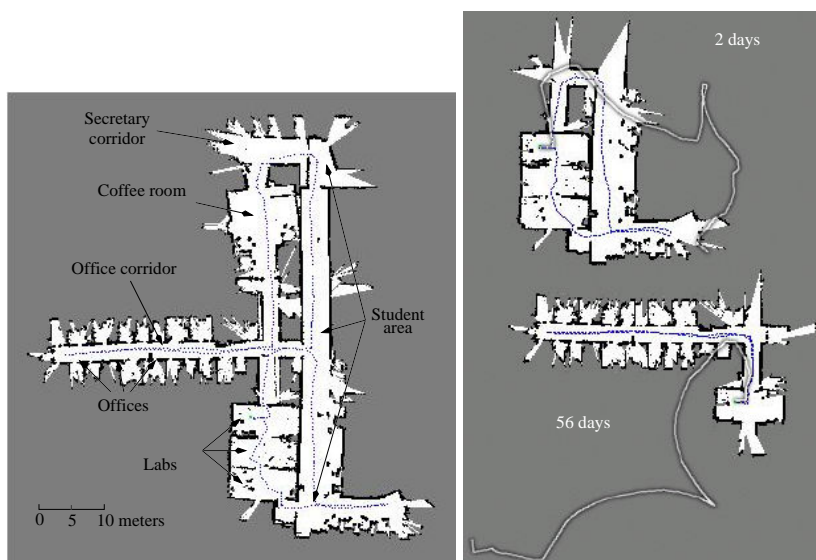 Secretary
corridor
Coffee room
Office corridor
Student
area
Offices
Labs
0 5 10 meters
2 days
56 days